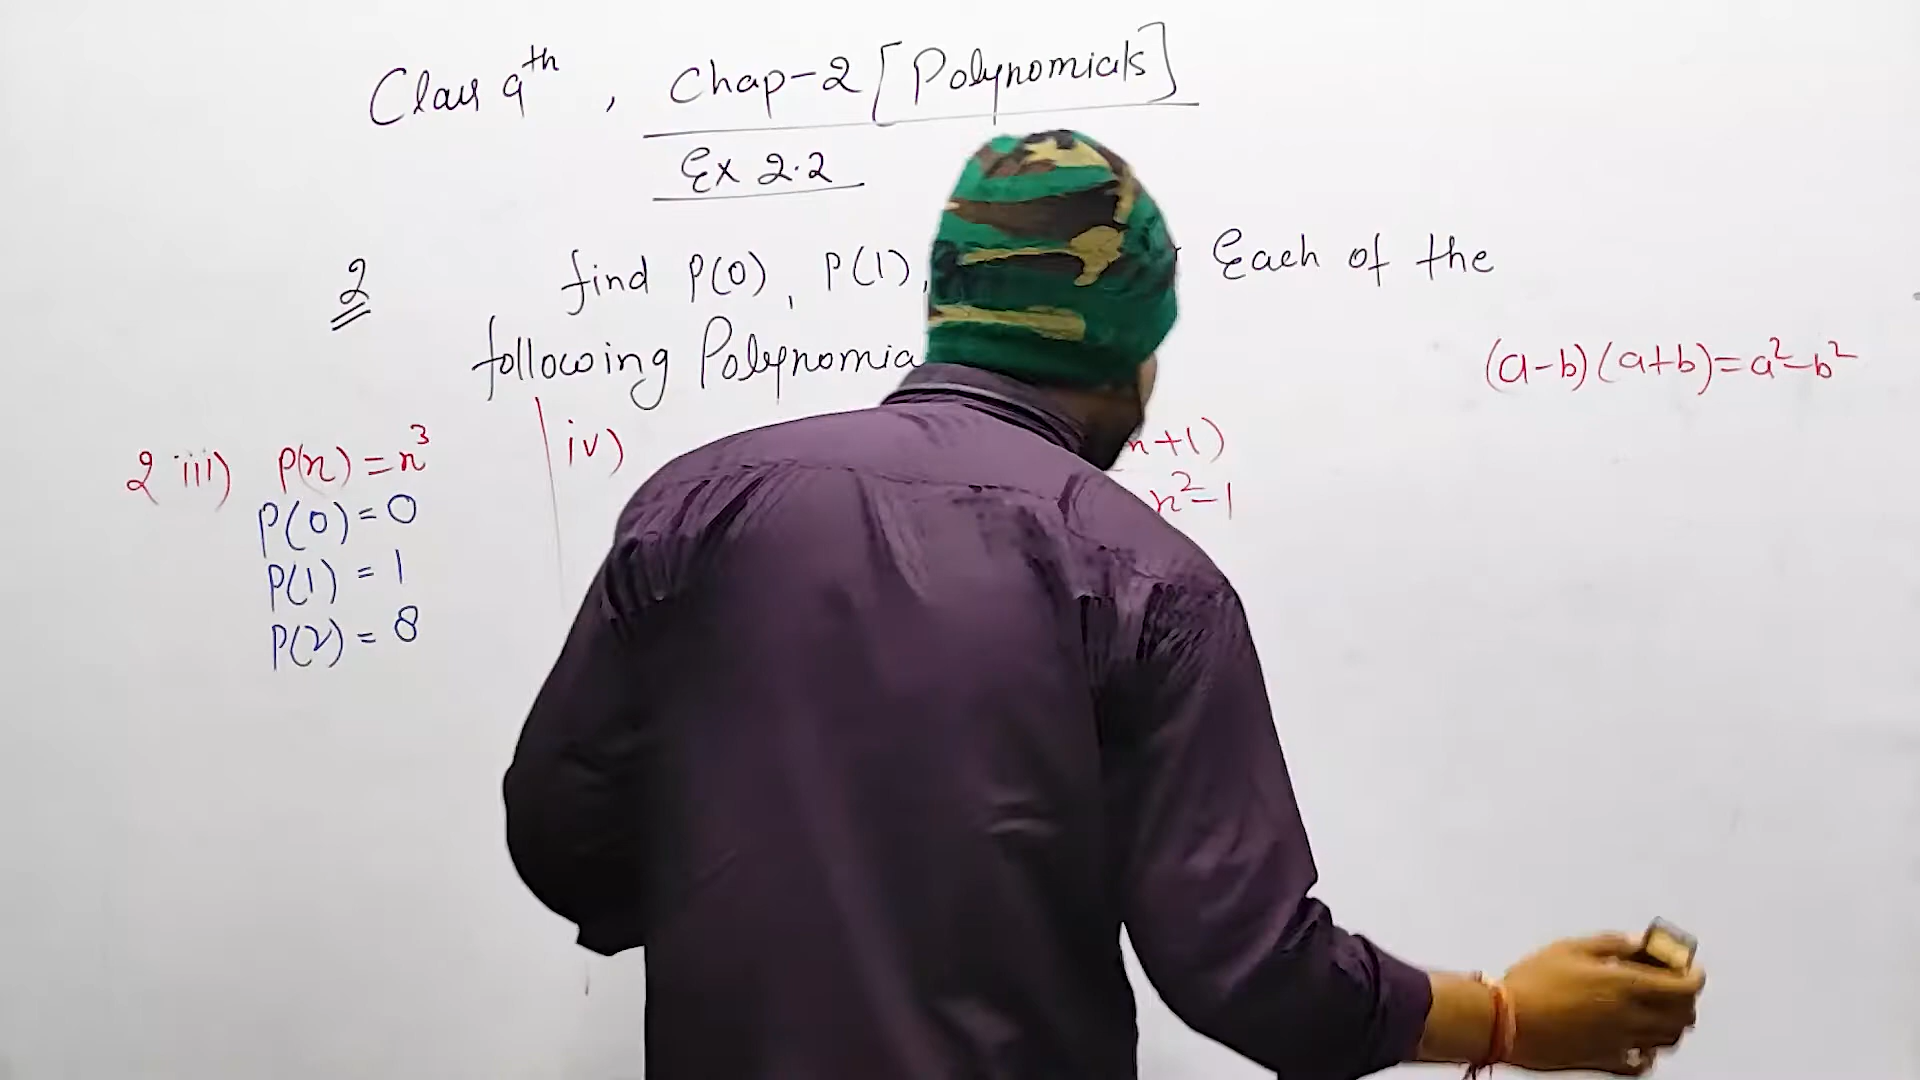 Class 9th, Chap-2 [Polynomials]
Ex 2.2
2 find P(0), P(1), Each of the
following
(a-b)(a+b)=a²-b²
2 iii) P(x)=x³
P(0)=0
P(1)=1
P(2)=8
iv) x+1)
x²-1